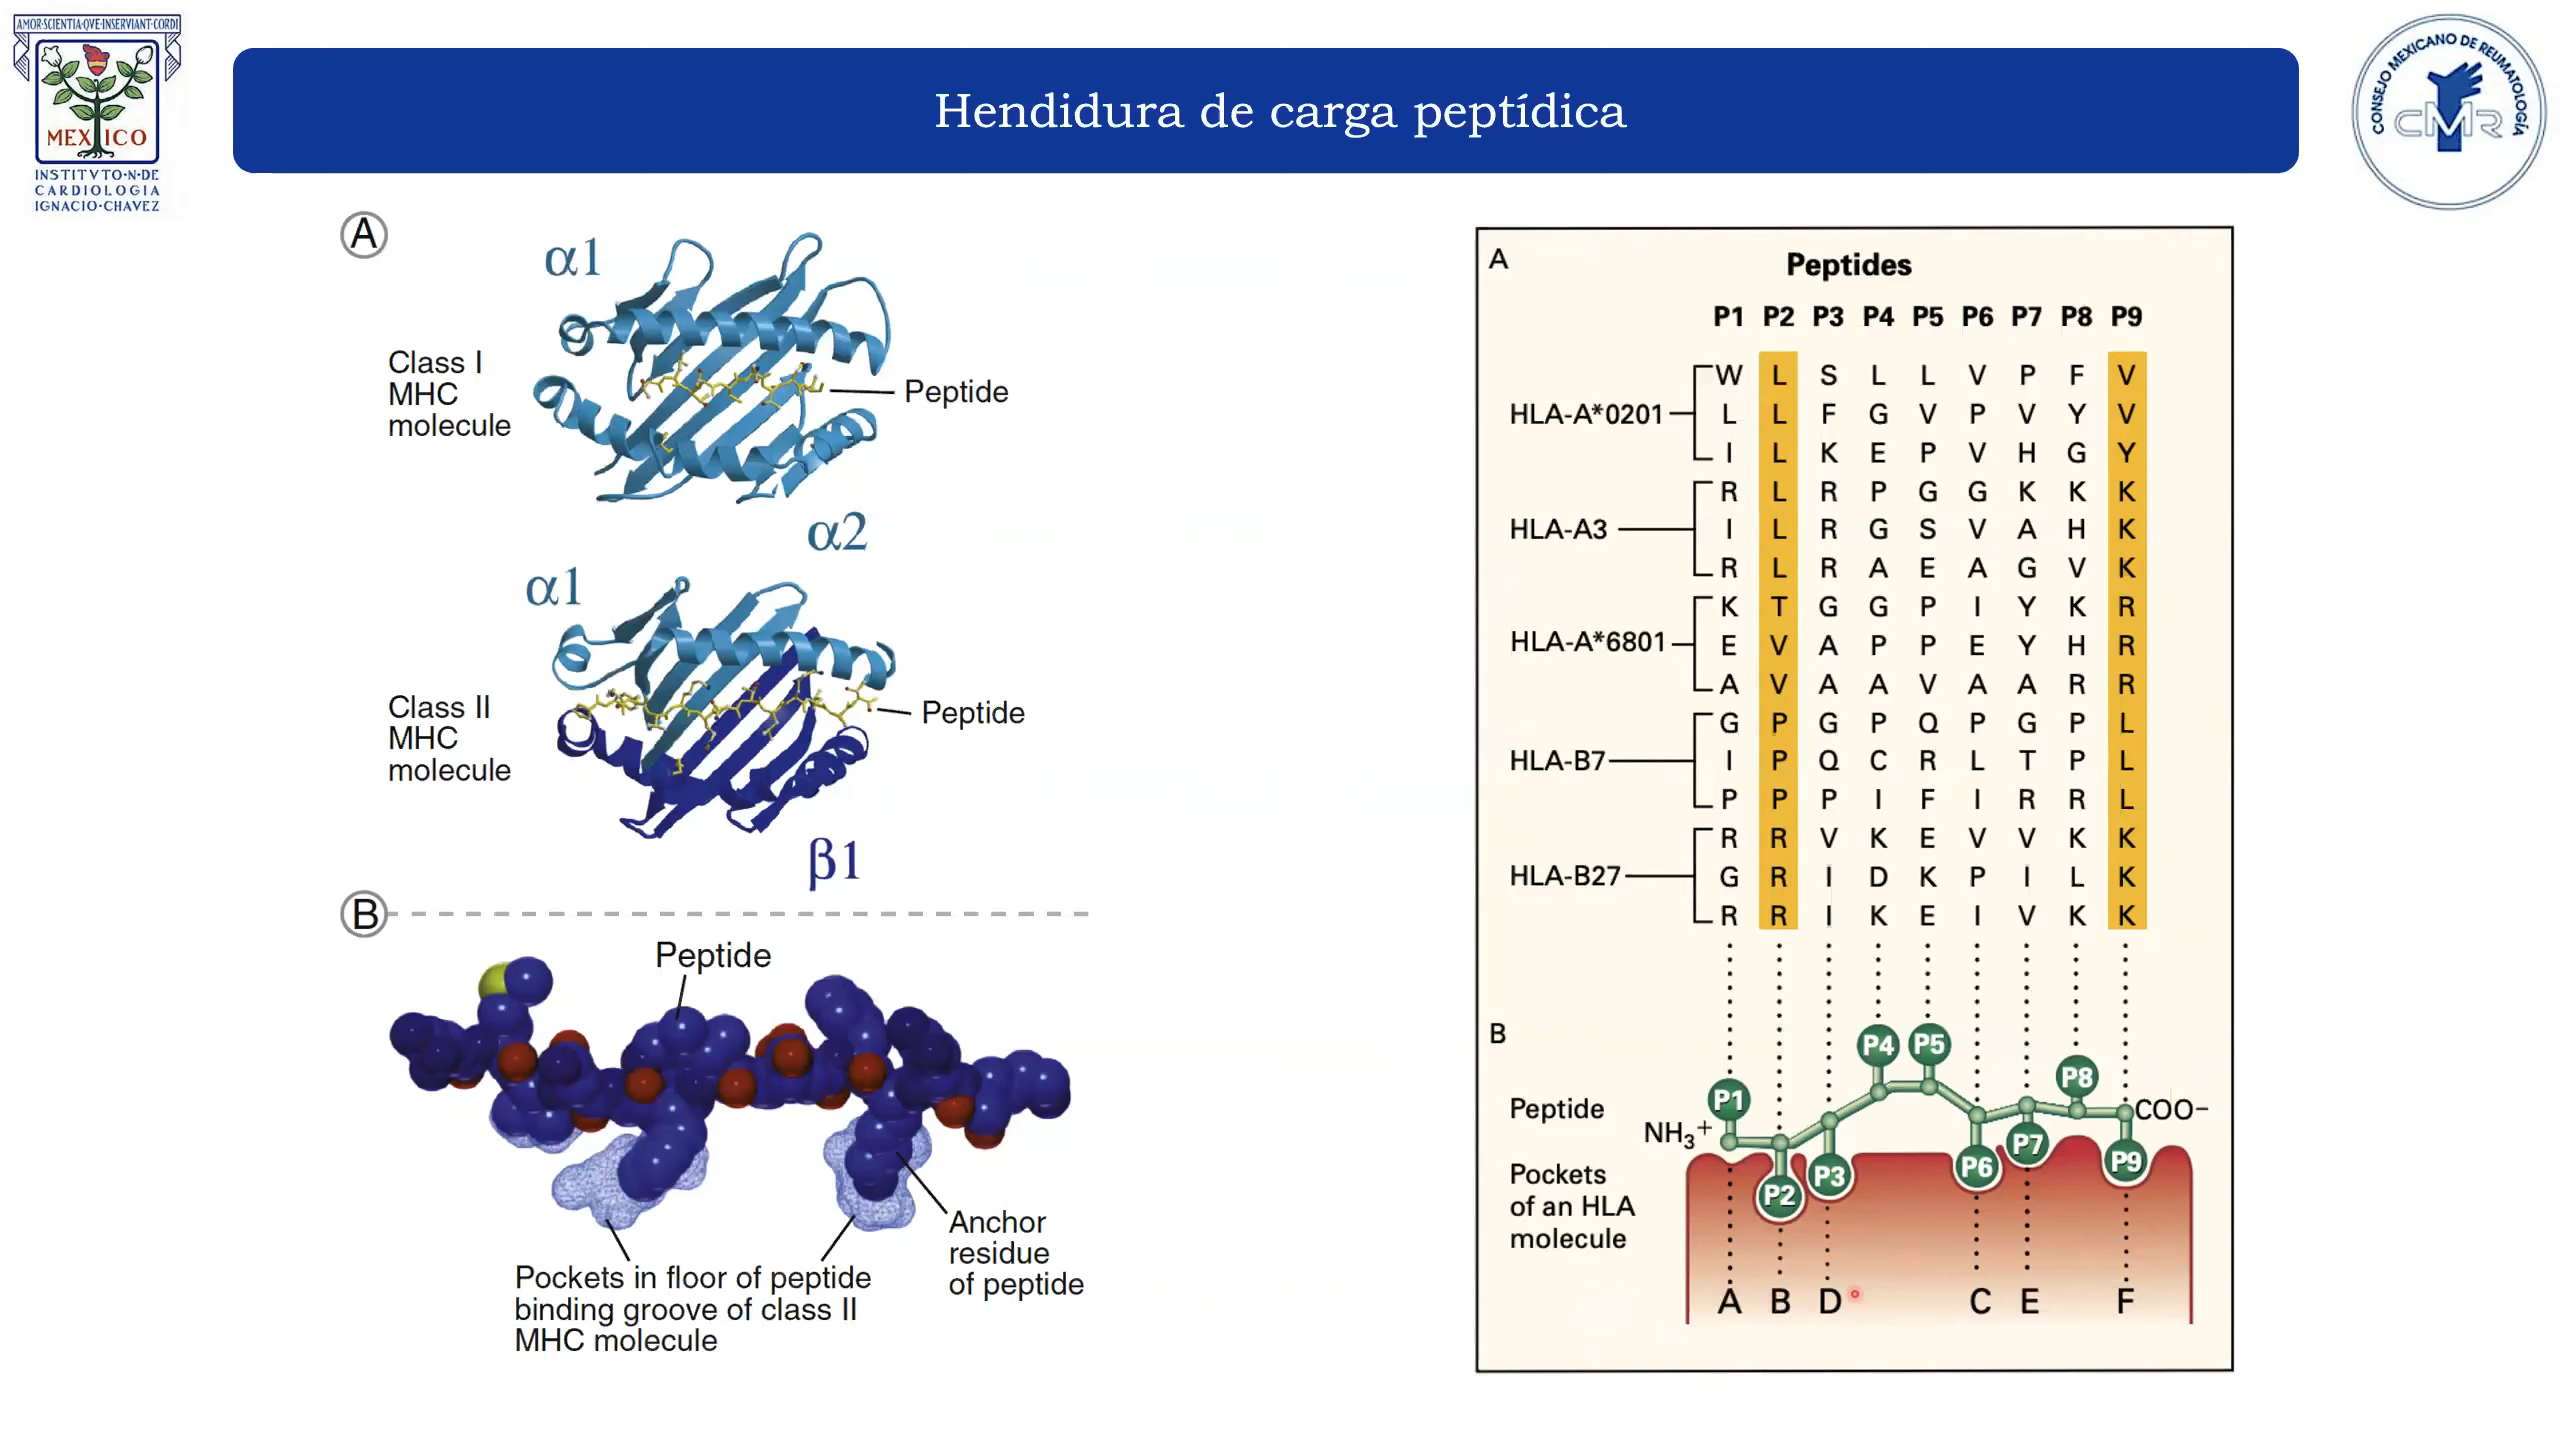 AMOR·SCIENTIA·QVE·INSERVIANT·CORDI
MEXICO
INSTITVTO·N·DE
CARDIOLOGIA
IGNACIO·CHAVEZ
Hendidura de carga peptídica
CONSEJO MEXICANO DE REUMATOLOGÍA
CMR
A
α1
Class I
MHC
molecule
Peptide
α2
α1
Class II
MHC
molecule
Peptide
β1
B
Peptide
Anchor
residue
of peptide
Pockets in floor of peptide
binding groove of class II
MHC molecule
A
Peptides
P1 P2 P3 P4 P5 P6 P7 P8 P9
W L S L L V P F V
HLA-A*0201 L L F G V P V Y V
I L K E P V H G Y
R L R P G G K K K
HLA-A3 I L R G S V A H K
R L R A E A G V K
K T G G P I Y K R
HLA-A*6801 E V A P P E Y H R
A V A A V A A R R
G P G P Q P G P L
HLA-B7 I P Q C R L T P L
P P P I F I R R L
R R V K E V V K K
HLA-B27 G R I D K P I L K
R R I K E I V K K
B
P4 P5
P8
P1
Peptide
COO−
NH3+
P7
P9
P6
P3
P2
Pockets
of an HLA
molecule
A B D C E F